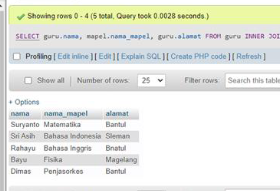 Showing rows 0 - 4 (5 total, Query took 0.0028 seconds.)
SELECT guru.nama, mapel.nama_mapel, guru.alamat FROM guru INNER JOI
Profiling [ Edit inline ] [ Edit ] [ Explain SQL ] [ Create PHP code ] [ Refresh ]
Show all | Number of rows: 25 Filter rows: Search this table
+ Options
nama nama_mapel alamat
Suryanto Matematika Bantul
Sri Asih Bahasa Indonesia Sleman
Rahayu Bahasa Inggris Bnatul
Bayu Fisika Magelang
Dimas Penjasorkes Bantul